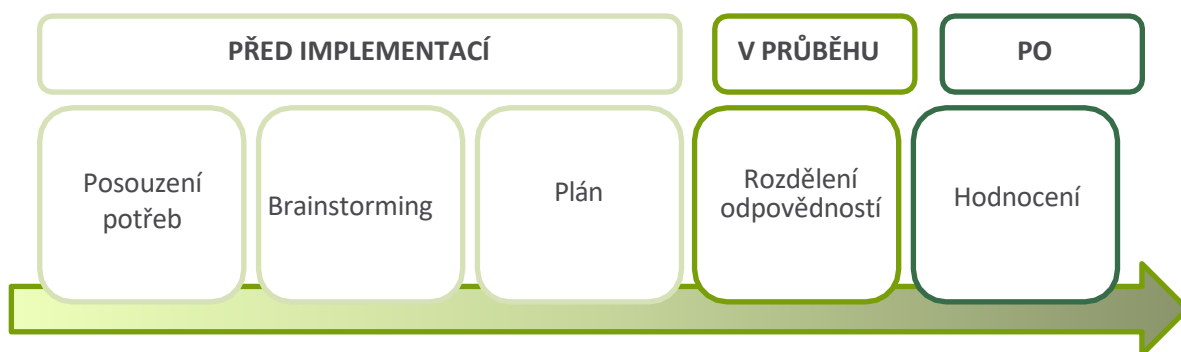 PŘED IMPLEMENTACÍ
V PRŮBĚHU
PO
Posouzení
potřeb
Brainstorming
Plán
Rozdělení
odpovědností
Hodnocení